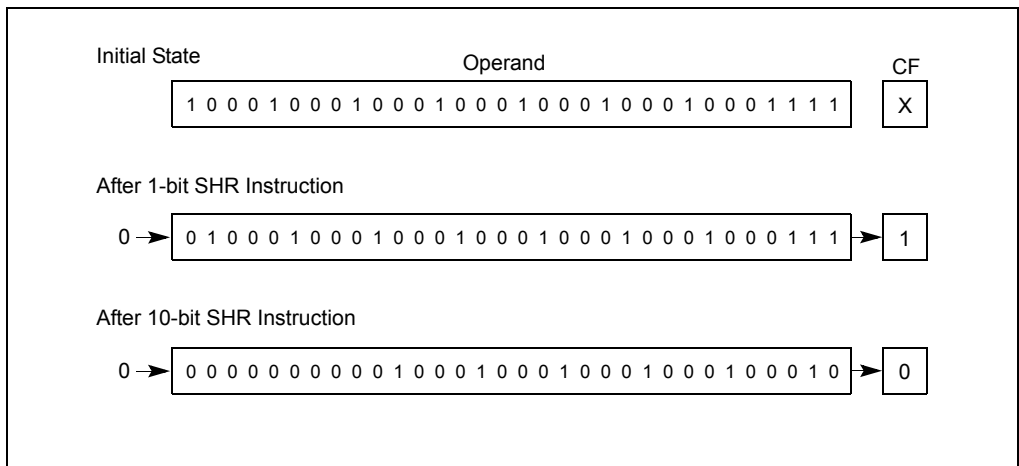 Initial State
Operand
CF
1 0 0 0 1 0 0 0 1 0 0 0 1 0 0 0 1 0 0 0 1 0 0 0 1 0 0 0 1 1 1 1
X
After 1-bit SHR Instruction
0
0 1 0 0 0 1 0 0 0 1 0 0 0 1 0 0 0 1 0 0 0 1 0 0 0 1 0 0 0 1 1 1
1
After 10-bit SHR Instruction
0
0 0 0 0 0 0 0 0 0 0 1 0 0 0 1 0 0 0 1 0 0 0 1 0 0 0 1 0 0 0 1 0
0